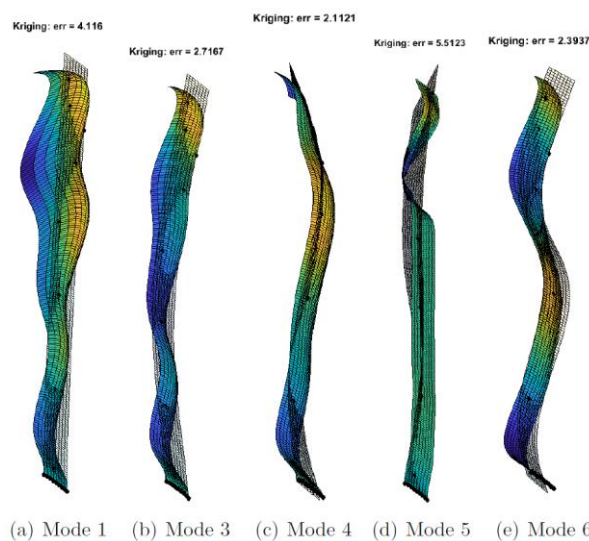 Kriging: err = 4.116
Kriging: err = 2.7167
Kriging: err = 2.1121
Kriging: err = 5.5123
Kriging: err = 2.3937
(a) Mode 1
(b) Mode 3
(c) Mode 4
(d) Mode 5
(e) Mode 6